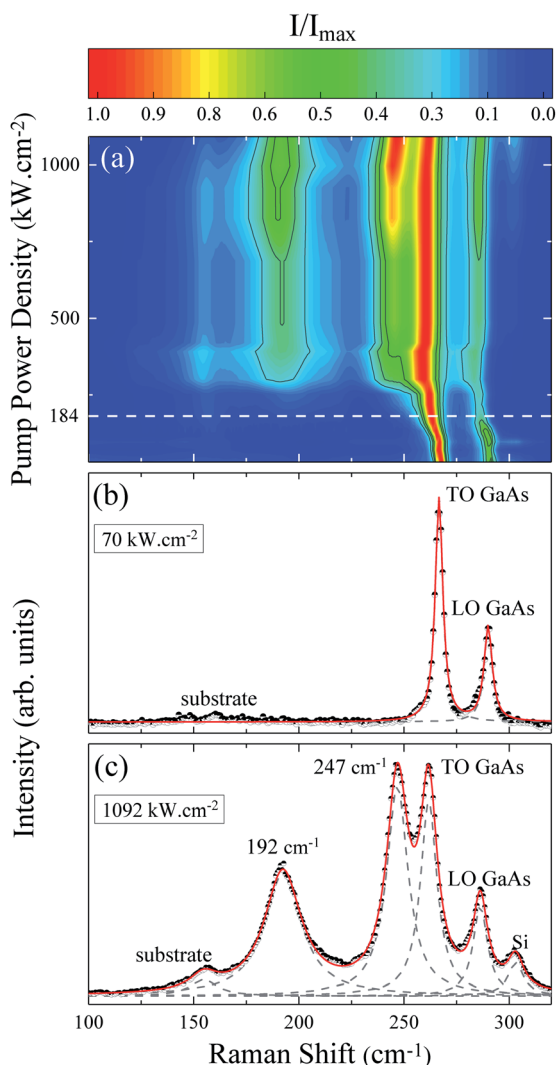 I/Imax
1.0 0.9 0.8 0.7 0.6 0.5 0.4 0.3 0.2 0.1 0.0
(a)
Pump Power Density (kW.cm-2)
1000
500
184
(b)
70 kW.cm-2
TO GaAs
LO GaAs
substrate
Intensity (arb. units)
(c)
1092 kW.cm-2
247 cm-1
TO GaAs
192 cm-1
LO GaAs
substrate
Si
100 150 200 250 300
Raman Shift (cm-1)